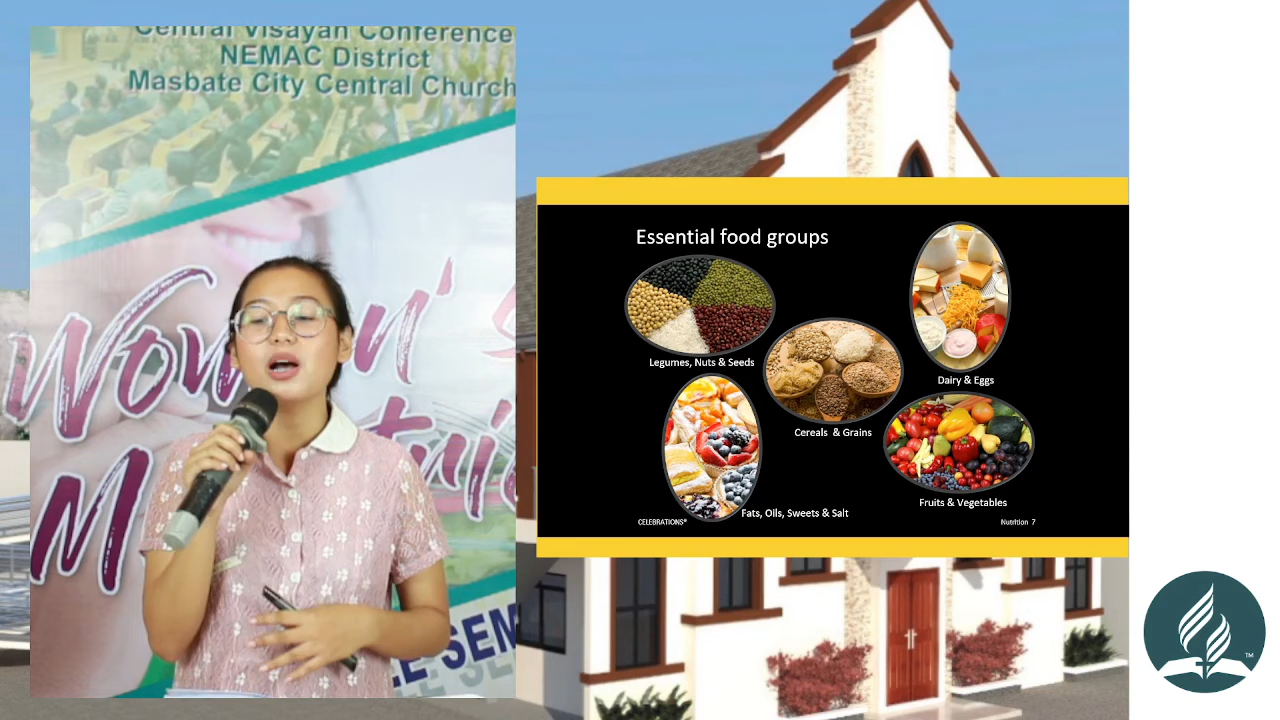 Central Visayan Conference
NEMAC District
Masbate City Central Church
Essential food groups
Legumes, Nuts & Seeds
Dairy & Eggs
Cereals & Grains
Fruits & Vegetables
Fats, Oils, Sweets & Salt
CELEBRATIONS®
Nutrition 7
TM